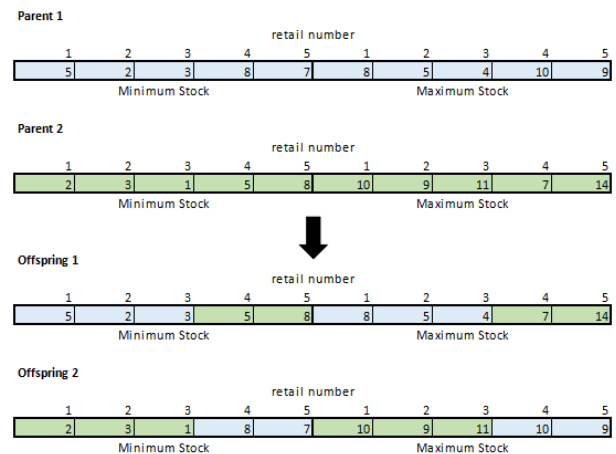 Parent 1
retail number
1 2 3 4 5 1 2 3 4 5
5 2 3 8 7 8 5 4 10 9
Minimum Stock Maximum Stock
Parent 2
retail number
1 2 3 4 5 1 2 3 4 5
2 3 1 5 8 10 9 11 7 14
Minimum Stock Maximum Stock
Offspring 1
retail number
1 2 3 4 5 1 2 3 4 5
5 2 3 5 8 8 5 4 7 14
Minimum Stock Maximum Stock
Offspring 2
retail number
1 2 3 4 5 1 2 3 4 5
2 3 1 8 7 10 9 11 10 9
Minimum Stock Maximum Stock